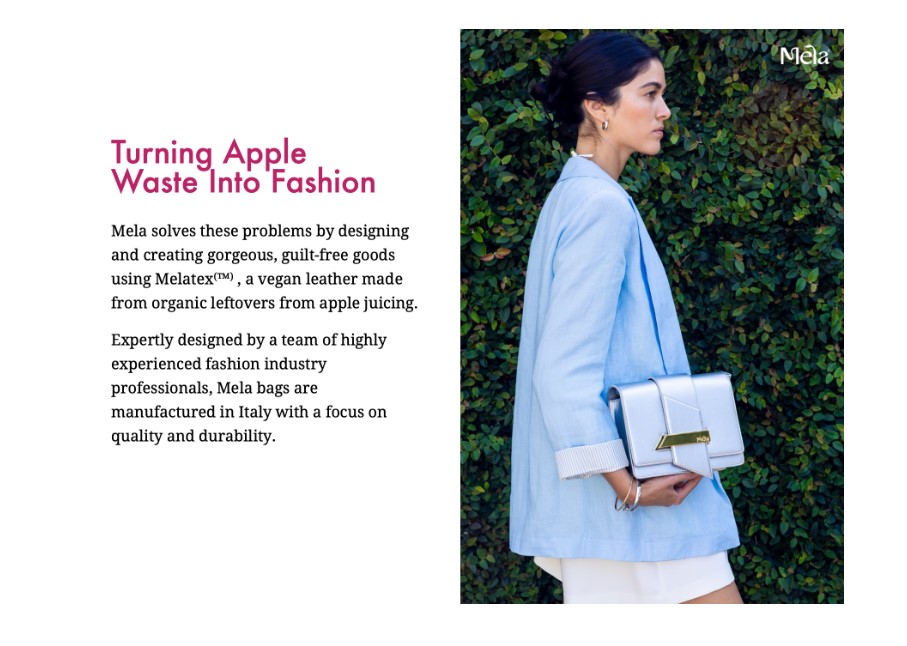 Turning Apple
Waste Into Fashion
Mela solves these problems by designing
and creating gorgeous, guilt-free goods
using Melatex(™) , a vegan leather made
from organic leftovers from apple juicing.
Expertly designed by a team of highly
experienced fashion industry
professionals, Mela bags are
manufactured in Italy with a focus on
quality and durability.
Mela
Mela